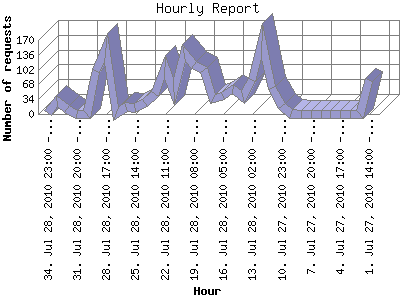 Hourly Report
Number of requests
170
136
102
68
34
0
34. Jul 28, 2010 23:00 -...
31. Jul 28, 2010 20:00 -...
28. Jul 28, 2010 17:00 -...
25. Jul 28, 2010 14:00 -...
22. Jul 28, 2010 11:00 -...
19. Jul 28, 2010 08:00 -...
16. Jul 28, 2010 05:00 -...
13. Jul 28, 2010 02:00 -...
10. Jul 27, 2010 23:00 -...
7. Jul 27, 2010 20:00 -...
4. Jul 27, 2010 17:00 -...
1. Jul 27, 2010 14:00 -...
Hour